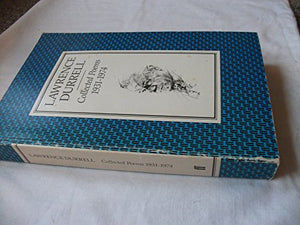 LAWRENCE
DURRELL
Collected Poems
1931-1974
LAWRENCE DURRELL Collected Poems 1931-1974